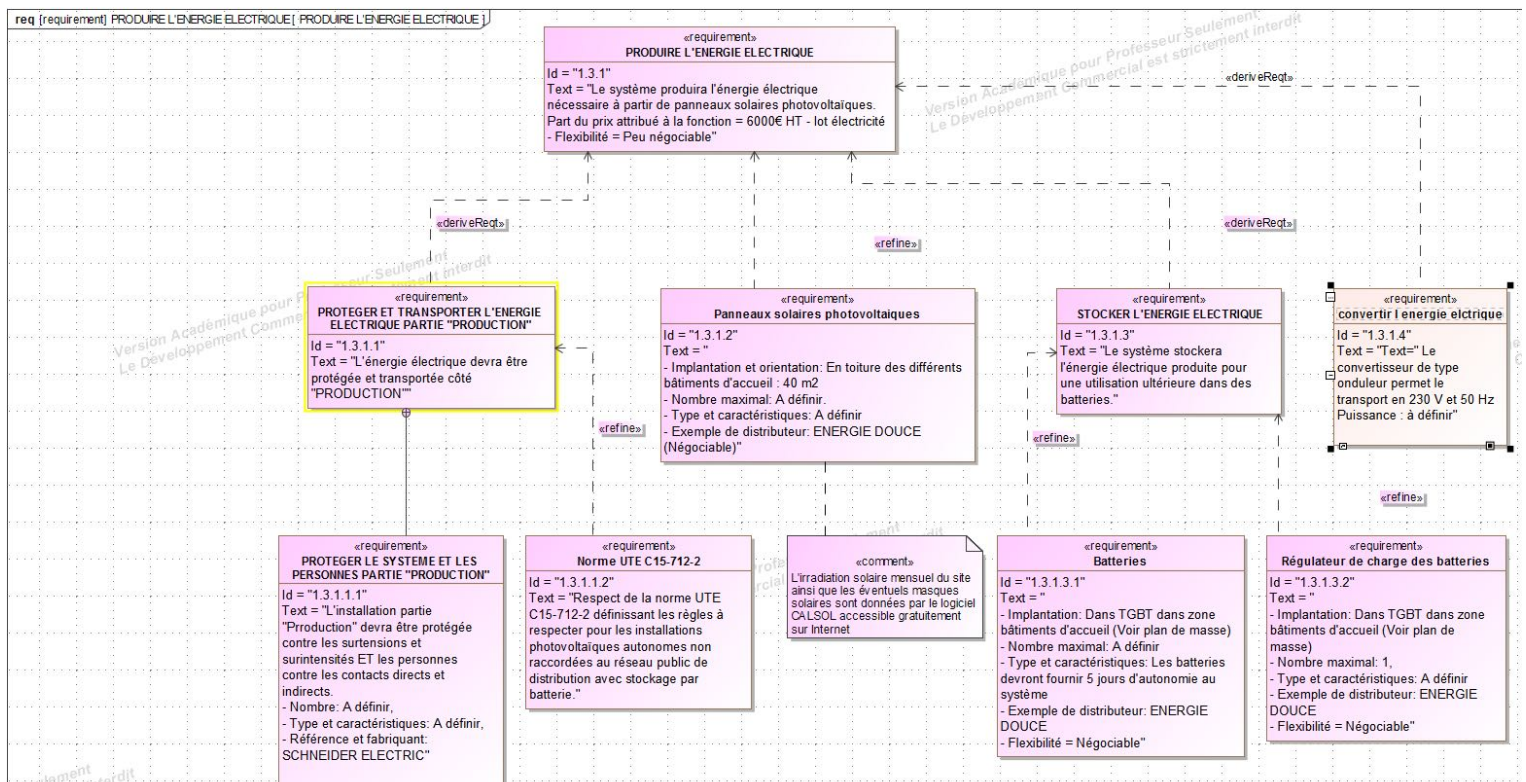 req [requirement] PRODUIRE L'ENERGIE ELECTRIQUE [ PRODUIRE L'ENERGIE ELECTRIQUE ]
«requirement»
PRODUIRE L'ENERGIE ELECTRIQUE
Id = "1.3.1"
Text = "Le système produira l'énergie électrique
nécessaire à partir de panneaux solaires photovoltaïques.
Part du prix attribué à la fonction = 6000€ HT - lot électricité
- Flexibilité = Peu négociable"
Version Académique pour Professeur Seulement
Le Développement Commercial est strictement interdit
«deriveReqt»
«deriveReqt»
«refine»
«deriveReqt»
Version Académique pour Professeur Seulement
«requirement»
PROTEGER ET TRANSPORTER L'ENERGIE
ELECTRIQUE PARTIE "PRODUCTION"
Id = "1.3.1.1"
Text = "L'énergie électrique devra être
protégée et transportée côté
"PRODUCTION""
«requirement»
Panneaux solaires photovoltaiques
Id = "1.3.1.2"
Text = "
- Implantation et orientation: En toiture des différents
bâtiments d'accueil : 40 m2
- Nombre maximal: A définir.
- Type et caractéristiques: A définir
- Exemple de distributeur: ENERGIE DOUCE
(Négociable)"
«requirement»
STOCKER L'ENERGIE ELECTRIQUE
Id = "1.3.1.3"
Text = "Le système stockera
l'énergie électrique produite pour
une utilisation ultérieure dans des
batteries."
«requirement»
convertir l energie elctrique
Id = "1.3.1.4"
Text = "Text=" Le
convertisseur de type
onduleur permet le
transport en 230 V et 50 Hz
Puissance : à définir"
«refine»
«refine»
«refine»
«requirement»
PROTEGER LE SYSTEME ET LES
PERSONNES PARTIE "PRODUCTION"
Id = "1.3.1.1.1"
Text = "L'installation partie
"Prroduction" devra être protégée
contre les surtensions et
surintensités ET les personnes
contre les contacts directs et
indirects.
- Nombre: A définir,
- Type et caractéristiques: A définir,
- Référence et fabriquant:
SCHNEIDER ELECTRIC"
«requirement»
Norme UTE C15-712-2
Id = "1.3.1.1.2"
Text = "Respect de la norme UTE
C15-712-2 définissant les règles à
respecter pour les installations
photovoltaïques autonomes non
raccordées au réseau public de
distribution avec stockage par
batterie."
«comment»
L'irradiation solaire mensuel du site
ainsi que les éventuels masques
solaires sont données par le logiciel
CALSOL accessible gratuitement
sur Internet
«requirement»
Batteries
Id = "1.3.1.3.1"
Text = "
- Implantation: Dans TGBT dans zone
bâtiments d'accueil (Voir plan de masse)
- Nombre maximal: A définir
- Type et caractéristiques: Les batteries
devront fournir 5 jours d'autonomie au
système
- Exemple de distributeur: ENERGIE
DOUCE
- Flexibilité = Négociable"
«requirement»
Régulateur de charge des batteries
Id = "1.3.1.3.2"
Text = "
- Implantation: Dans TGBT dans zone
bâtiments d'accueil (Voir plan de
masse)
- Nombre maximal: 1,
- Type et caractéristiques: A définir
- Exemple de distributeur: ENERGIE
DOUCE
- Flexibilité = Négociable"